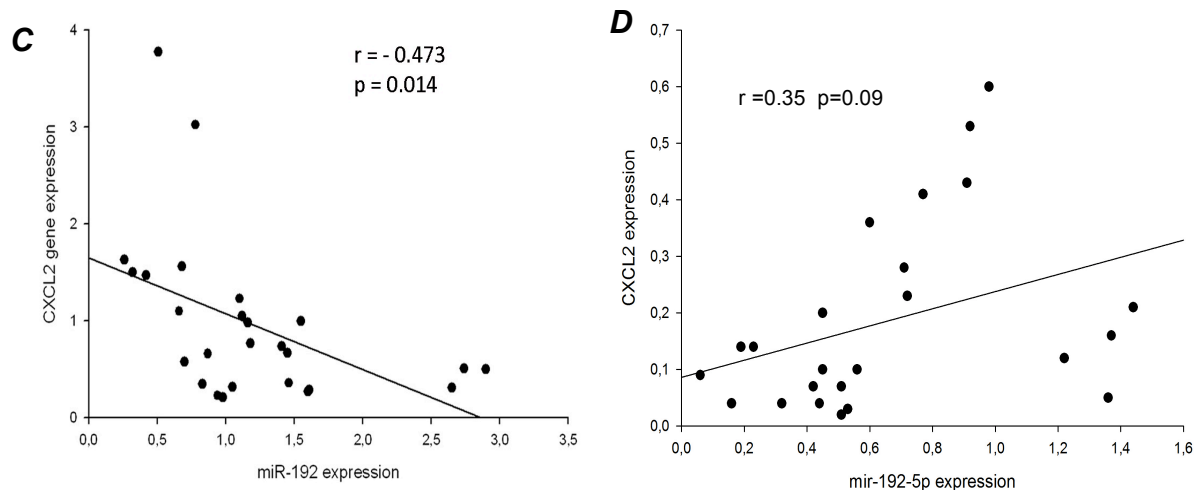 C
4
3
2
1
0
CXCL2 gene expression
r = - 0.473
p = 0.014
0,0 0,5 1,0 1,5 2,0 2,5 3,0 3,5
miR-192 expression
D
0,7
0,6
0,5
0,4
0,3
0,2
0,1
0,0
CXCL2 expression
r =0.35 p=0.09
0,0 0,2 0,4 0,6 0,8 1,0 1,2 1,4 1,6
mir-192-5p expression